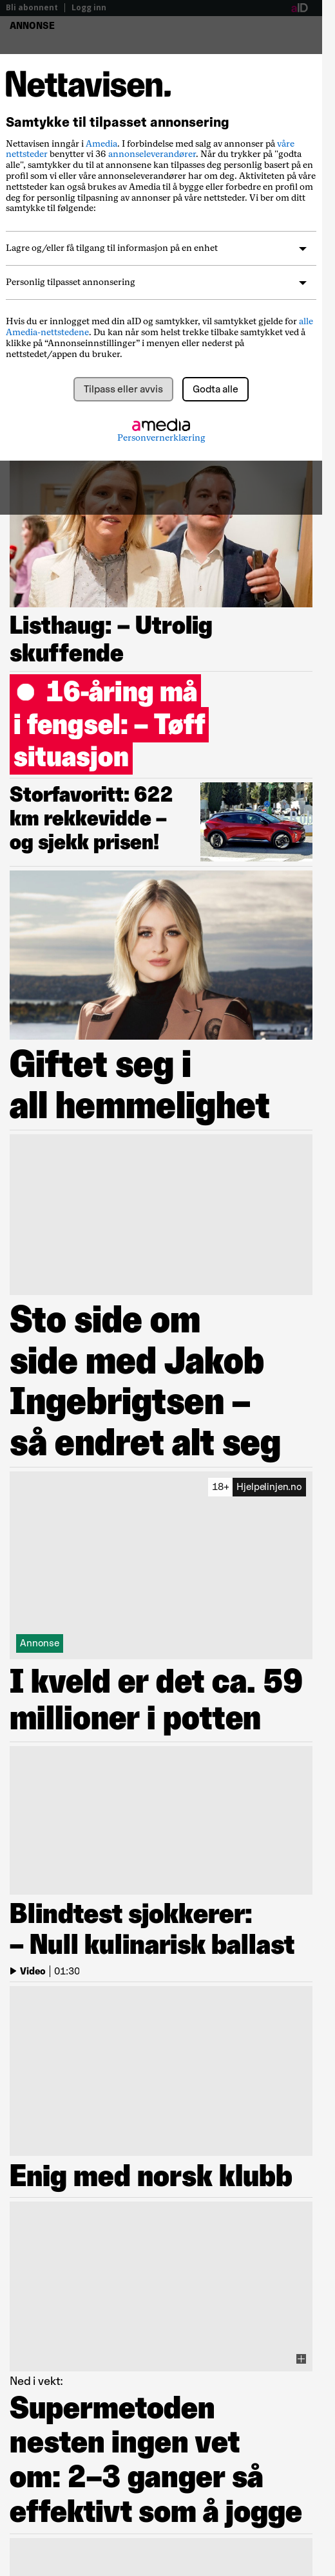 Bli abonnent | Logg inn aID
ANNONSE
Nettavisen.
Samtykke til tilpasset annonsering
Nettavisen inngår i Amedia. I forbindelse med salg av annonser på våre
nettsteder benytter vi 36 annonseleverandører. Når du trykker på "godta
alle", samtykker du til at annonsene kan tilpasses deg personlig basert på en
profil som vi eller våre annonseleverandører har om deg. Aktiviteten på våre
nettsteder kan også brukes av Amedia til å bygge eller forbedre en profil om
deg for personlig tilpasning av annonser på våre nettsteder. Vi ber om ditt
samtykke til følgende:
Lagre og/eller få tilgang til informasjon på en enhet
Personlig tilpasset annonsering
Hvis du er innlogget med din aID og samtykker, vil samtykket gjelde for alle
Amedia-nettstedene. Du kan når som helst trekke tilbake samtykket ved å
klikke på “Annonseinnstillinger” i menyen eller nederst på
nettstedet/appen du bruker.
Tilpass eller avvis Godta alle
amedia
Personvernerklæring
Listhaug: – Utrolig
skuffende
16-åring må
i fengsel: – Tøff
situasjon
Storfavoritt: 622
km rekkevidde –
og sjekk prisen!
Giftet seg i
all hemmelighet
Sto side om
side med Jakob
Ingebrigtsen –
så endret alt seg
18+ Hjelpelinjen.no
Annonse
I kveld er det ca. 59
millioner i potten
Blindtest sjokkerer:
– Null kulinarisk ballast
Video | 01:30
Enig med norsk klubb
Ned i vekt:
Supermetoden
nesten ingen vet
om: 2–3 ganger så
effektivt som å jogge